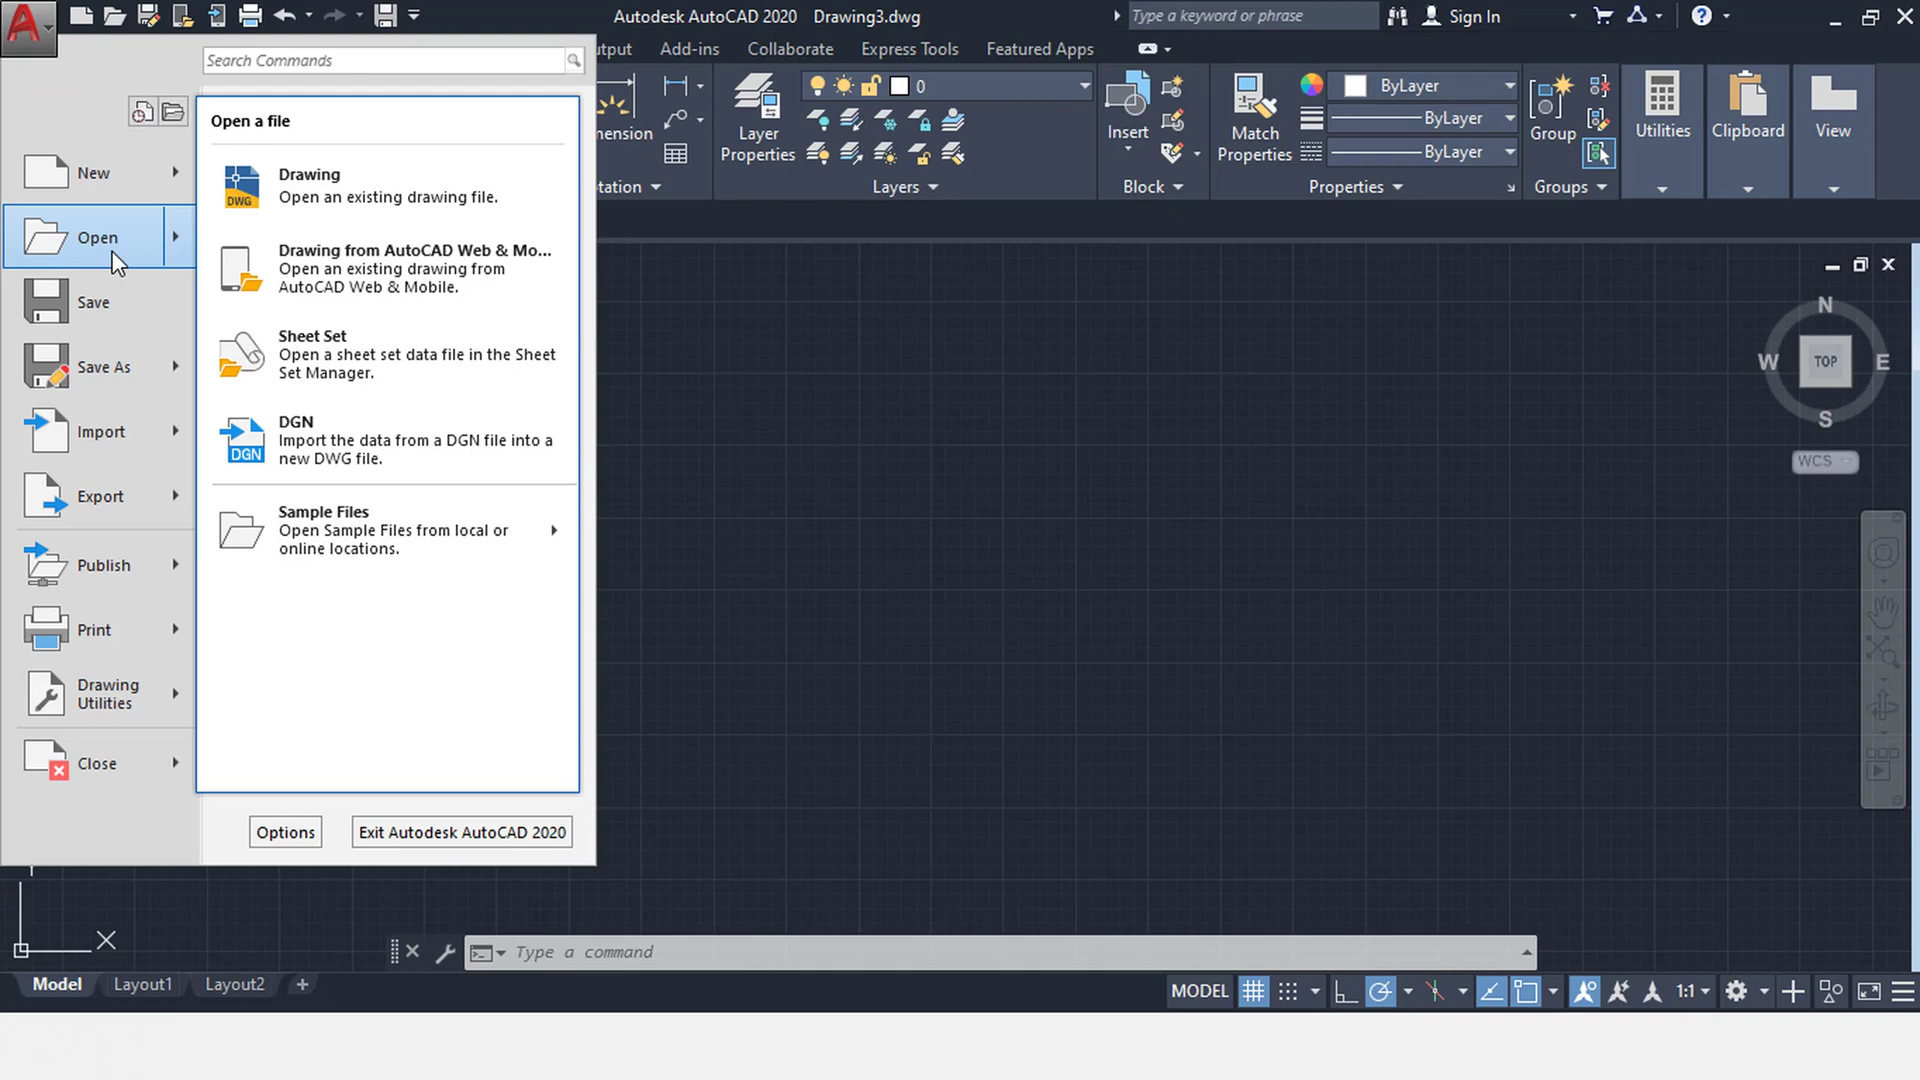 Autodesk AutoCAD 2020 Drawing3.dwg
Type a keyword or phrase
Sign In
Search Commands
Add-ins
Collaborate
Express Tools
Featured Apps
Open a file
New
Open
Save
Save As
Import
Export
Publish
Print
Drawing
Utilities
Close
Drawing
Open an existing drawing file.
DWG
Drawing from AutoCAD Web & Mo...
Open an existing drawing from
AutoCAD Web & Mobile.
Sheet Set
Open a sheet set data file in the Sheet
Set Manager.
DGN
Import the data from a DGN file into a
new DWG file.
DGN
Sample Files
Open Sample Files from local or
online locations.
Options
Exit Autodesk AutoCAD 2020
0
Layer
Properties
Layers
Insert
Block
Match
Properties
ByLayer
ByLayer
ByLayer
Properties
Group
Groups
Utilities
Clipboard
View
N
W
TOP
E
S
WCS
X
Type a command
Model
Layout1
Layout2
MODEL
1:1